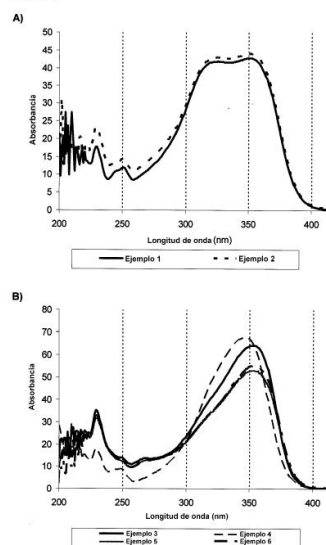 A)
Absorbancia
50
45
40
35
30
25
20
15
10
5
0
200 250 300 350 400
Longitud de onda (nm)
Ejemplo 1 Ejemplo 2
B)
Absorbancia
80
70
60
50
40
30
20
10
0
200 250 300 350 400
Longitud de onda (nm)
Ejemplo 3 Ejemplo 4
Ejemplo 5 Ejemplo 6